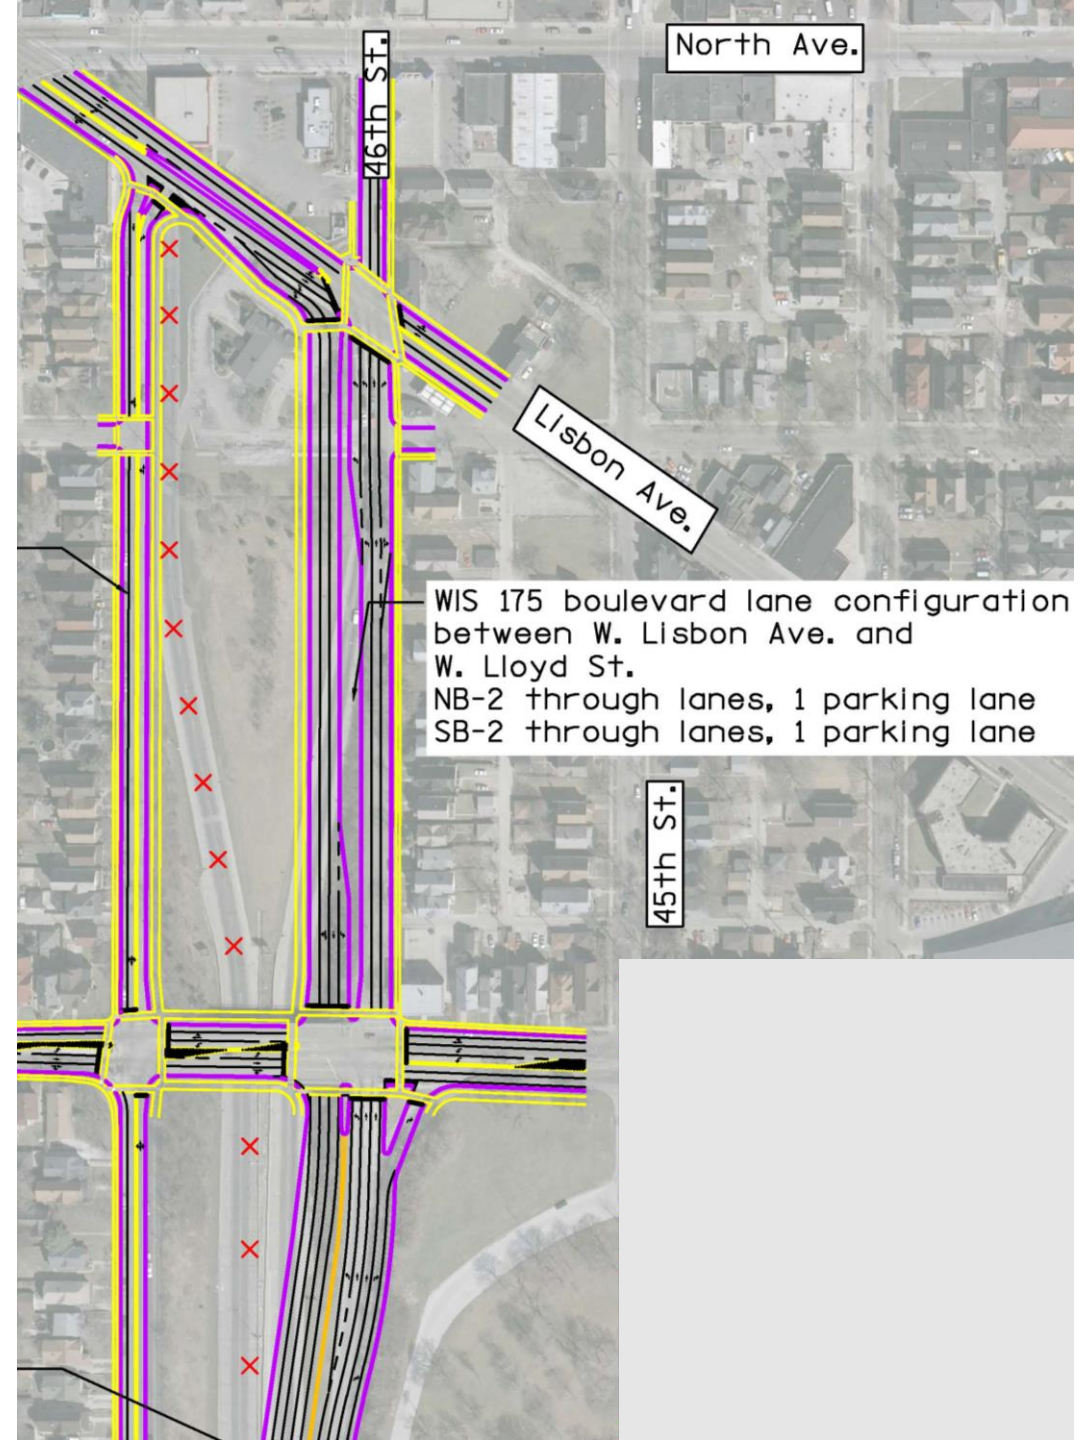 North Ave.
46th St.
Lisbon Ave.
WIS 175 boulevard lane configuration
between W. Lisbon Ave. and
W. Lloyd St.
NB-2 through lanes, 1 parking lane
SB-2 through lanes, 1 parking lane
45th St.